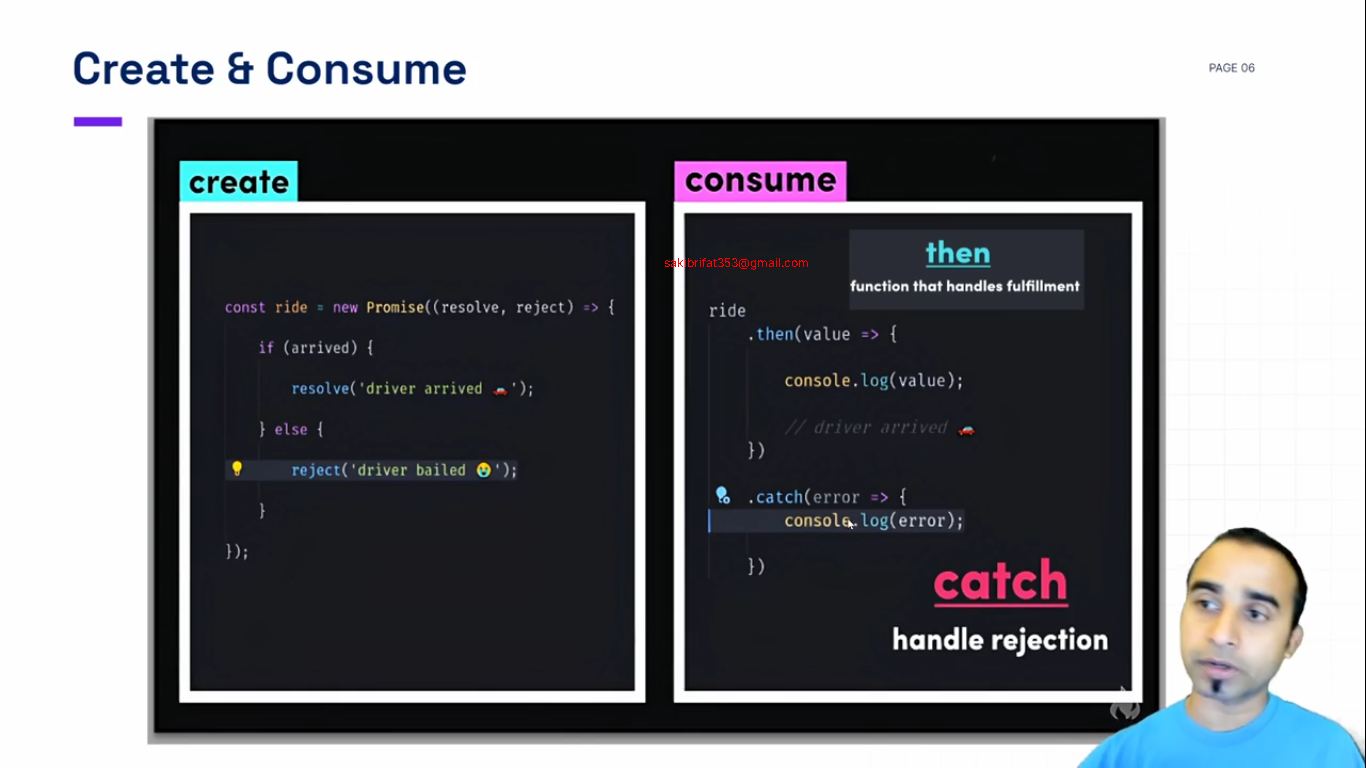 Create & Consume
PAGE 06
create
const ride = new Promise((resolve, reject) => {
if (arrived) {
resolve('driver arrived 🚗');
} else {
reject('driver bailed 😭');
}
});
consume
then
function that handles fulfillment
sakibrifat353@gmail.com
ride
.then(value => {
console.log(value);
// driver arrived 🚗
})
.catch(error => {
console.log(error);
})
catch
handle rejection